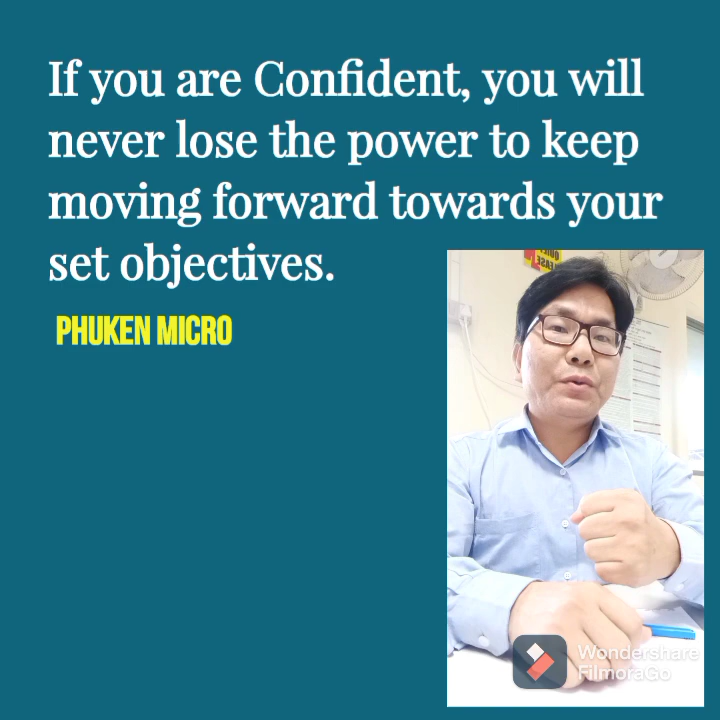 If you are Confident, you will
never lose the power to keep
moving forward towards your
set objectives.
PHUKEN MICRO
Wondershare
FilmoraGo